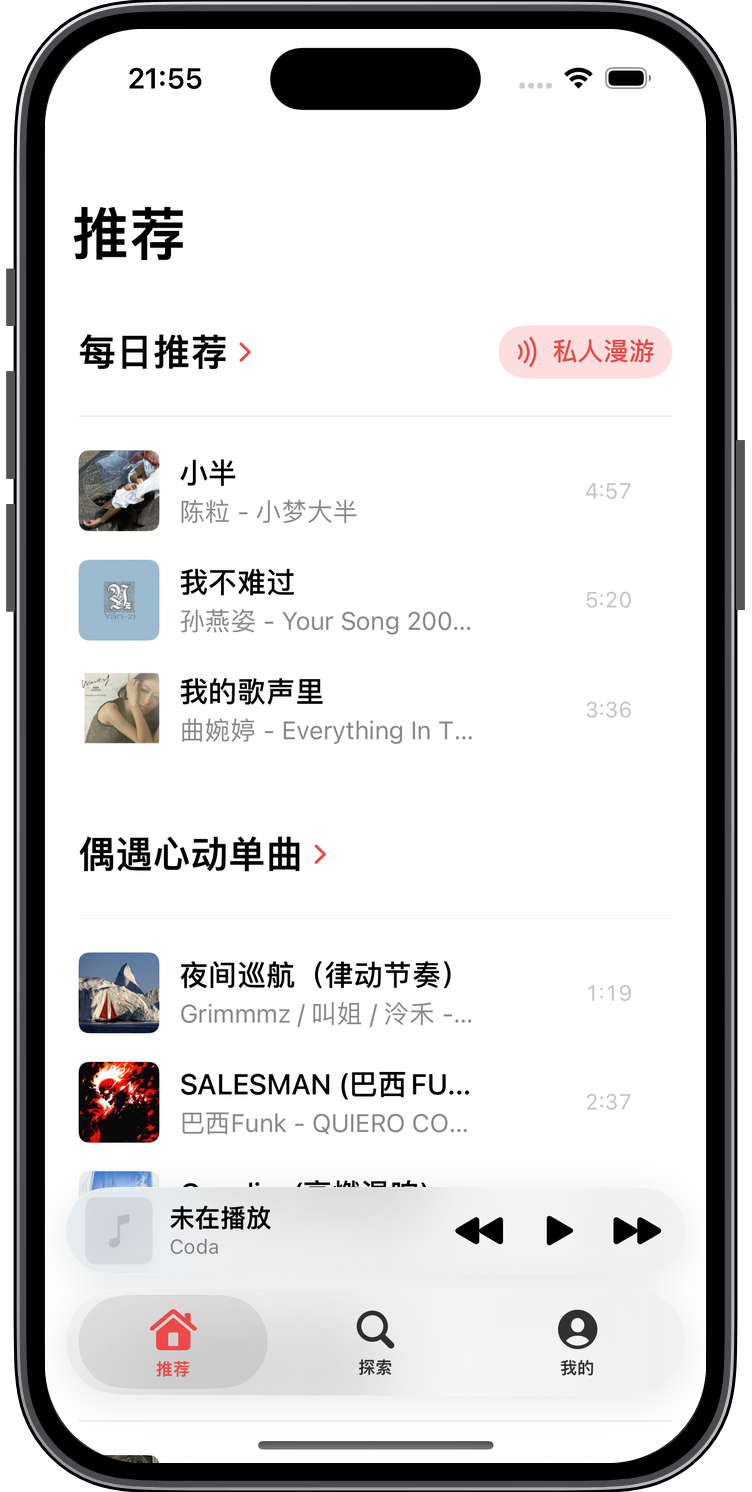 21:55
推荐
每日推荐
私人漫游
小半
4:57
陈粒 - 小梦大半
我不难过
5:20
孙燕姿 - Your Song 200...
我的歌声里
3:36
曲婉婷 - Everything In T...
偶遇心动单曲
夜间巡航（律动节奏）
1:19
Grimmmz / 叫姐 / 泠禾 -...
SALESMAN (巴西 FU...
2:37
巴西Funk - QUIERO CO...
未在播放
Coda
推荐
探索
我的